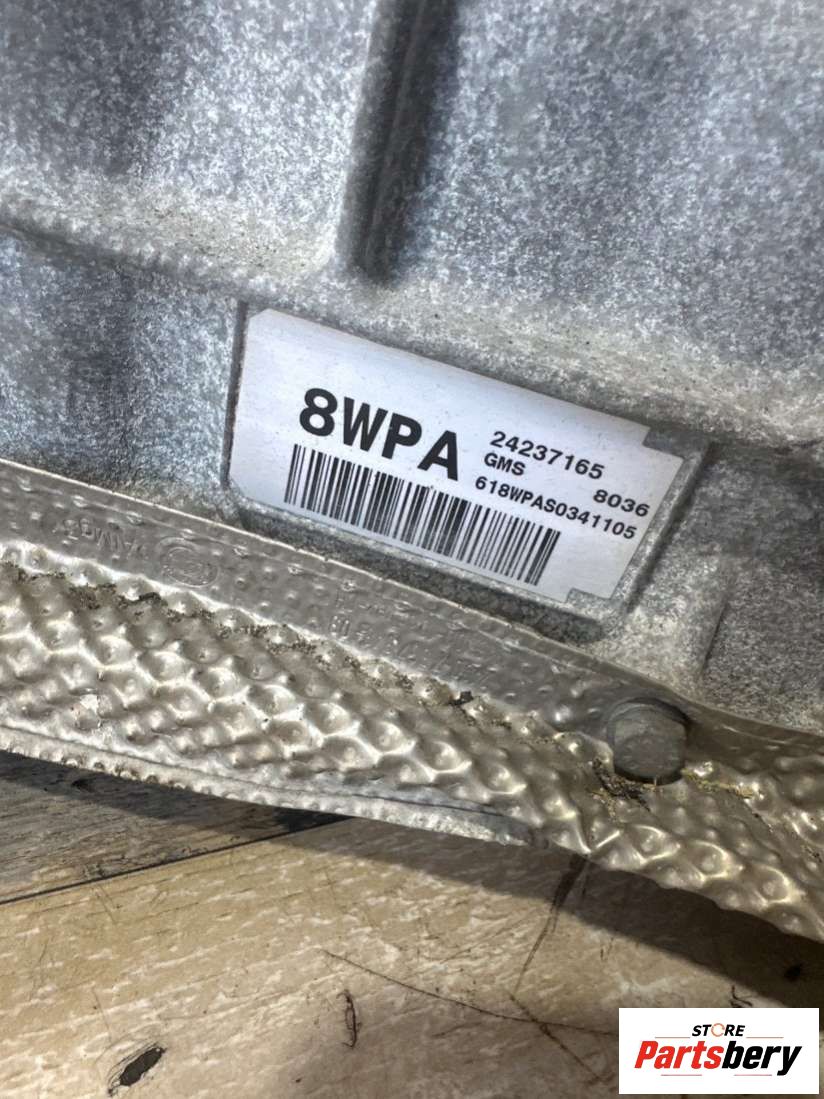 8WPA
24237165
GMS 8036
618WPAS0341105
STORE
Partsbery